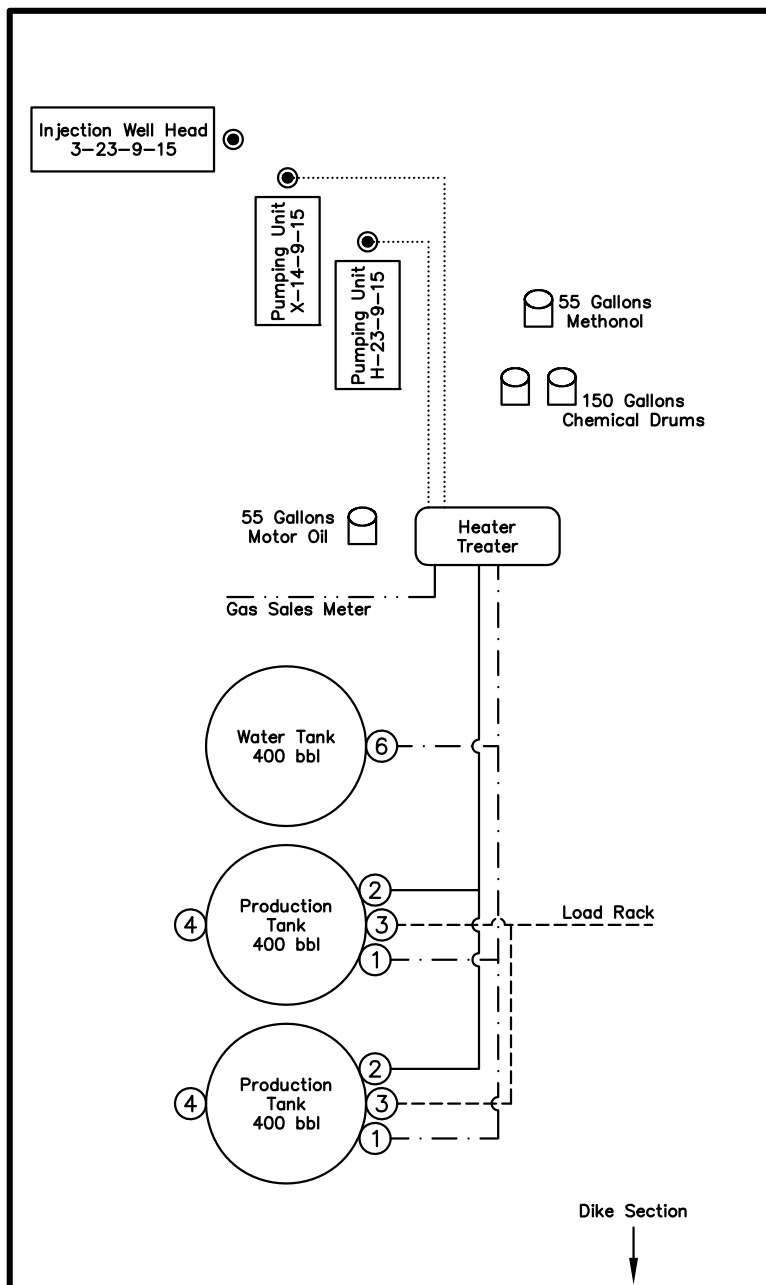 Injection Well Head
3-23-9-15
Pumping Unit
X-14-9-15
Pumping Unit
H-23-9-15
55 Gallons
Methonol
150 Gallons
Chemical Drums
55 Gallons
Motor Oil
Heater
Treater
Gas Sales Meter
Water Tank
400 bbl
6
Production
Tank
400 bbl
4
2
3
1
Load Rack
Production
Tank
400 bbl
4
2
3
1
Dike Section